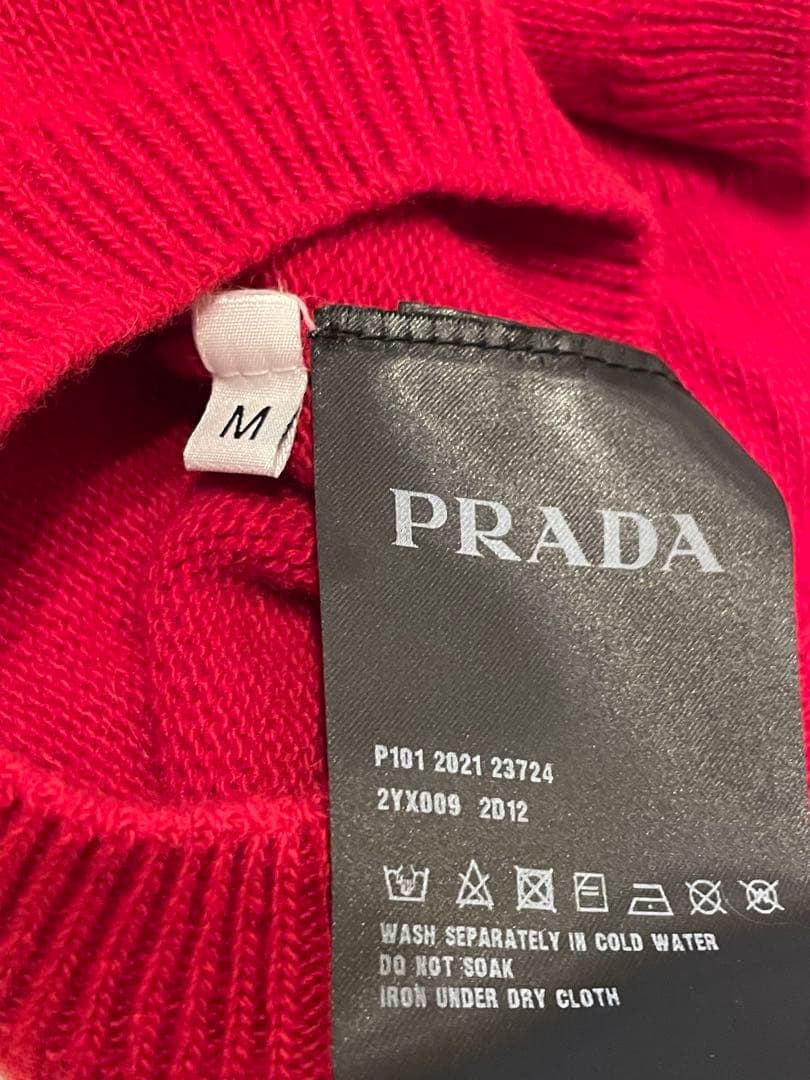 M
PRADA
P101 2021 23724
2YX009 2D12
WASH SEPARATELY IN COLD WATER
DO NOT SOAK
IRON UNDER DRY CLOTH